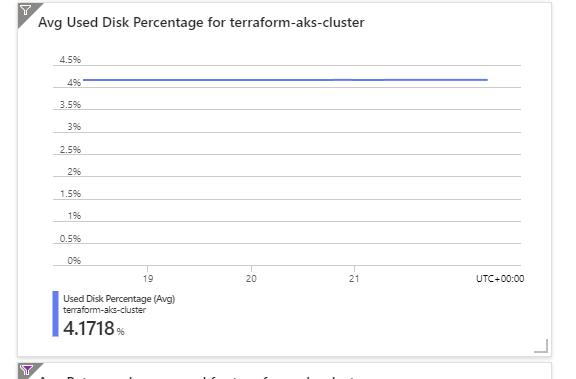 Avg Used Disk Percentage for terraform-aks-cluster
4.5%
4%
3.5%
3%
2.5%
2%
1.5%
1%
0.5%
0%
19 20 21 UTC+00:00
Used Disk Percentage (Avg)
terraform-aks-cluster
4.1718 %